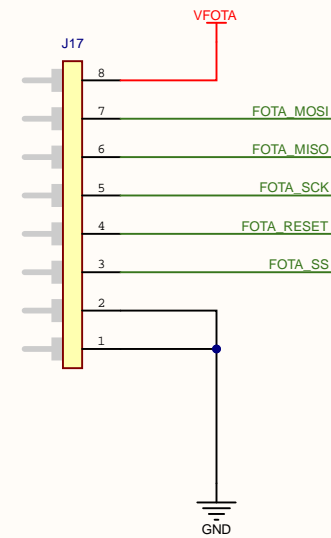 VFOTA
J17
8
7 FOTA_MOSI
6 FOTA_MISO
5 FOTA_SCK
4 FOTA_RESET
3 FOTA_SS
2
1
GND